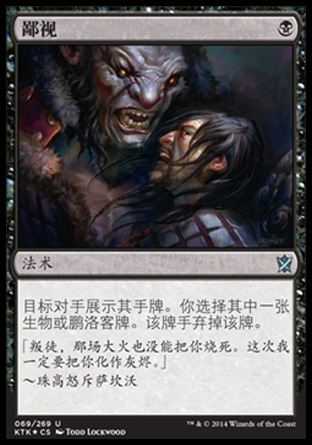 鄙视
法术
目标对手展示其手牌。你选择其中一张
生物或鹏洛客牌。该牌手弃掉该牌。
「叛徒，那场大火也没能把你烧死。这次我
一定要把你化作灰烬。」
～珠高怒斥萨坎沃
069/269 U
KTK ★ CS Todd Lockwood
™ & © 2014 Wizards of the Coast